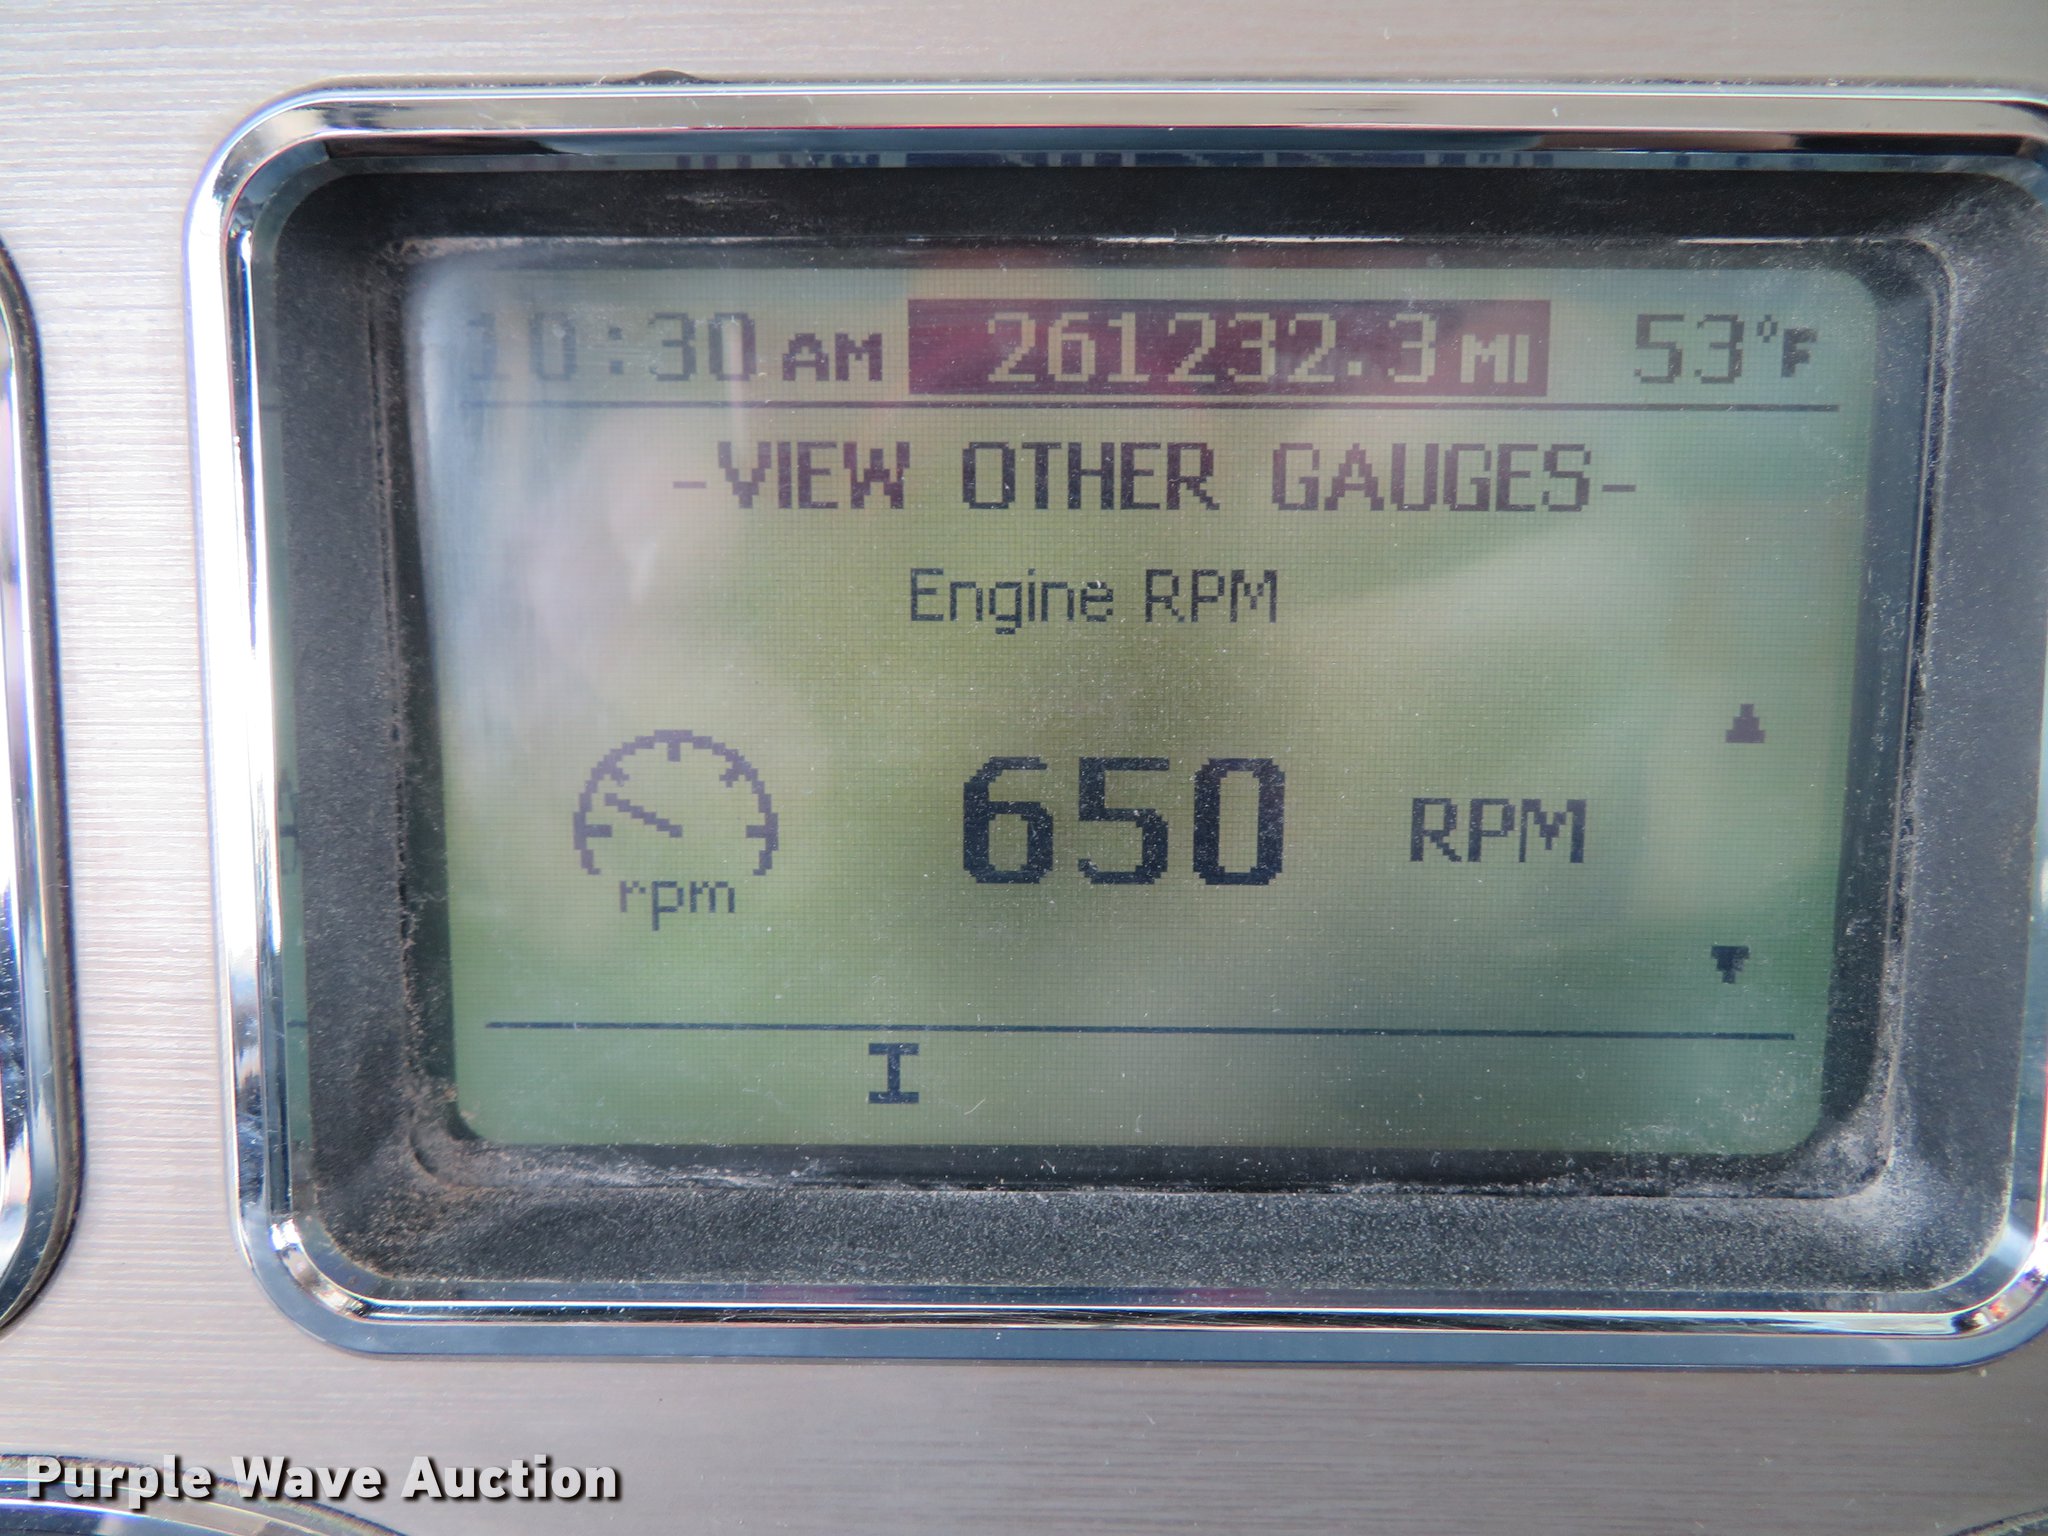 10:30 AM 261232.3 MI 53°F
-VIEW OTHER GAUGES-
Engine RPM
650 RPM
rpm
I
Purple Wave Auction